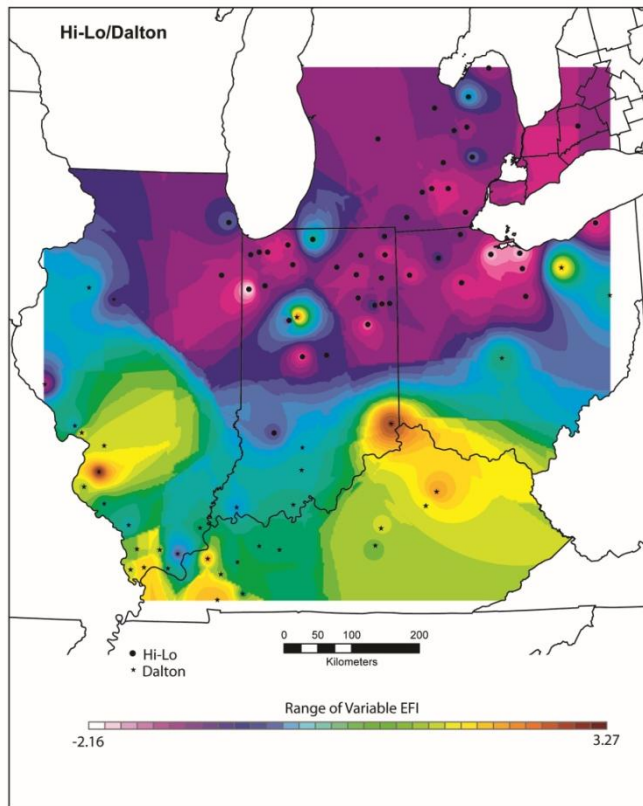 Hi-Lo/Dalton
0 50 100 200
Kilometers
Hi-Lo
Dalton
Range of Variable EFI
-2.16 3.27